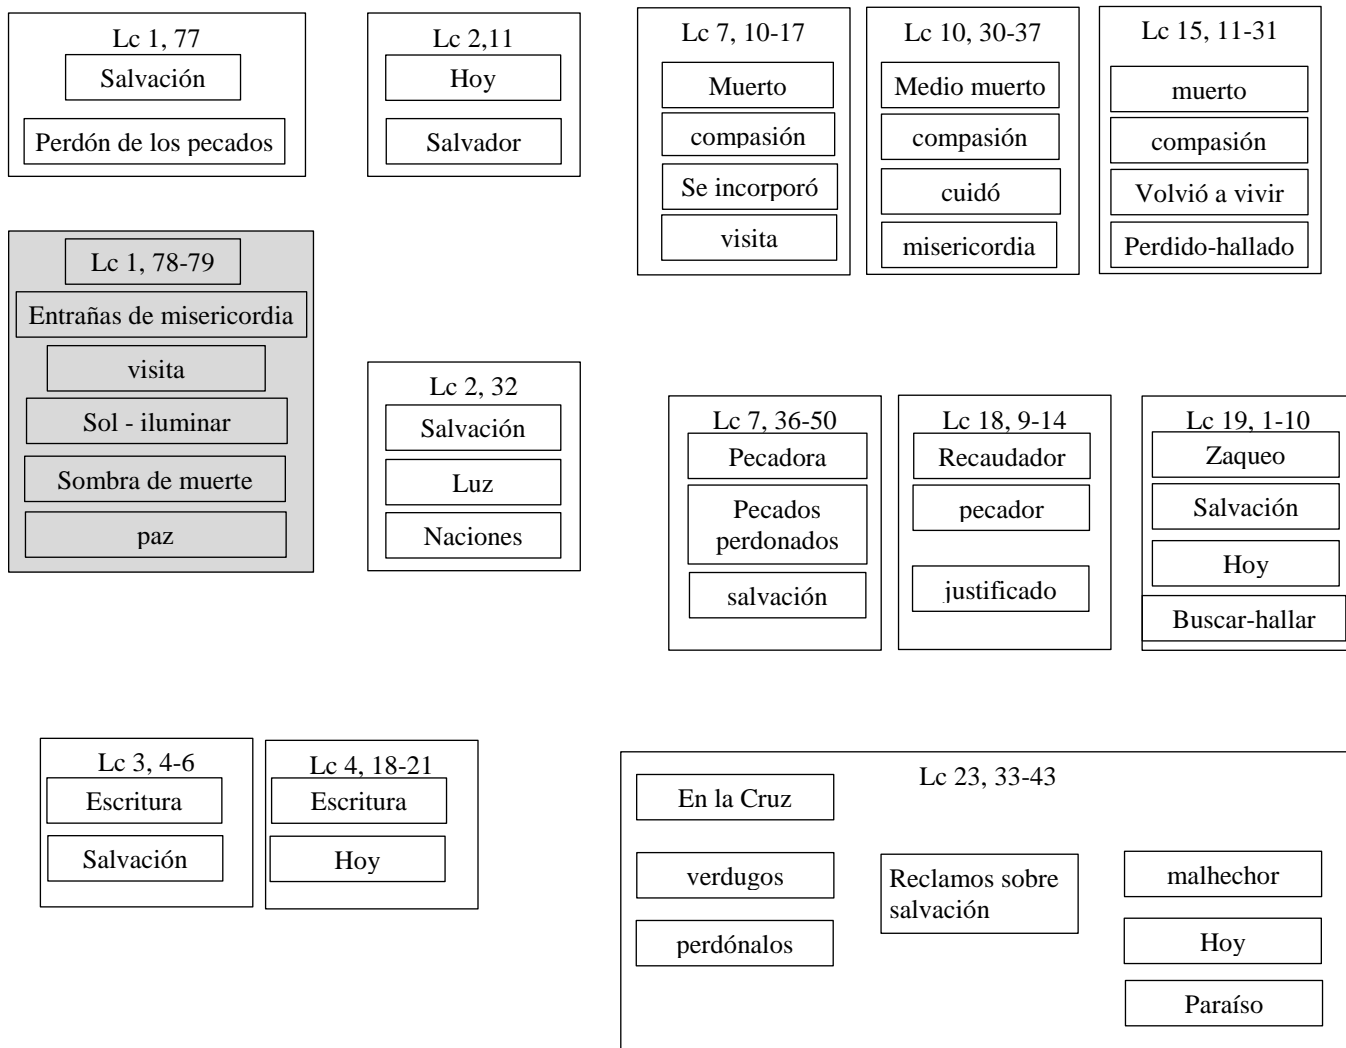 Lc 1, 77
Salvación
Perdón de los pecados
Lc 2,11
Hoy
Salvador
Lc 7, 10-17
Muerto
compasión
Se incorporó
visita
Lc 10, 30-37
Medio muerto
compasión
cuidó
misericordia
Lc 15, 11-31
muerto
compasión
Volvió a vivir
Perdido-hallado
Lc 1, 78-79
Entrañas de misericordia
visita
Sol - iluminar
Sombra de muerte
paz
Lc 2, 32
Salvación
Luz
Naciones
Lc 7, 36-50
Pecadora
Pecados
perdonados
salvación
Lc 18, 9-14
Recaudador
pecador
justificado
Lc 19, 1-10
Zaqueo
Salvación
Hoy
Buscar-hallar
Lc 3, 4-6
Escritura
Salvación
Lc 4, 18-21
Escritura
Hoy
Lc 23, 33-43
En la Cruz
verdugos
perdónalos
Reclamos sobre
salvación
malhechor
Hoy
Paraíso